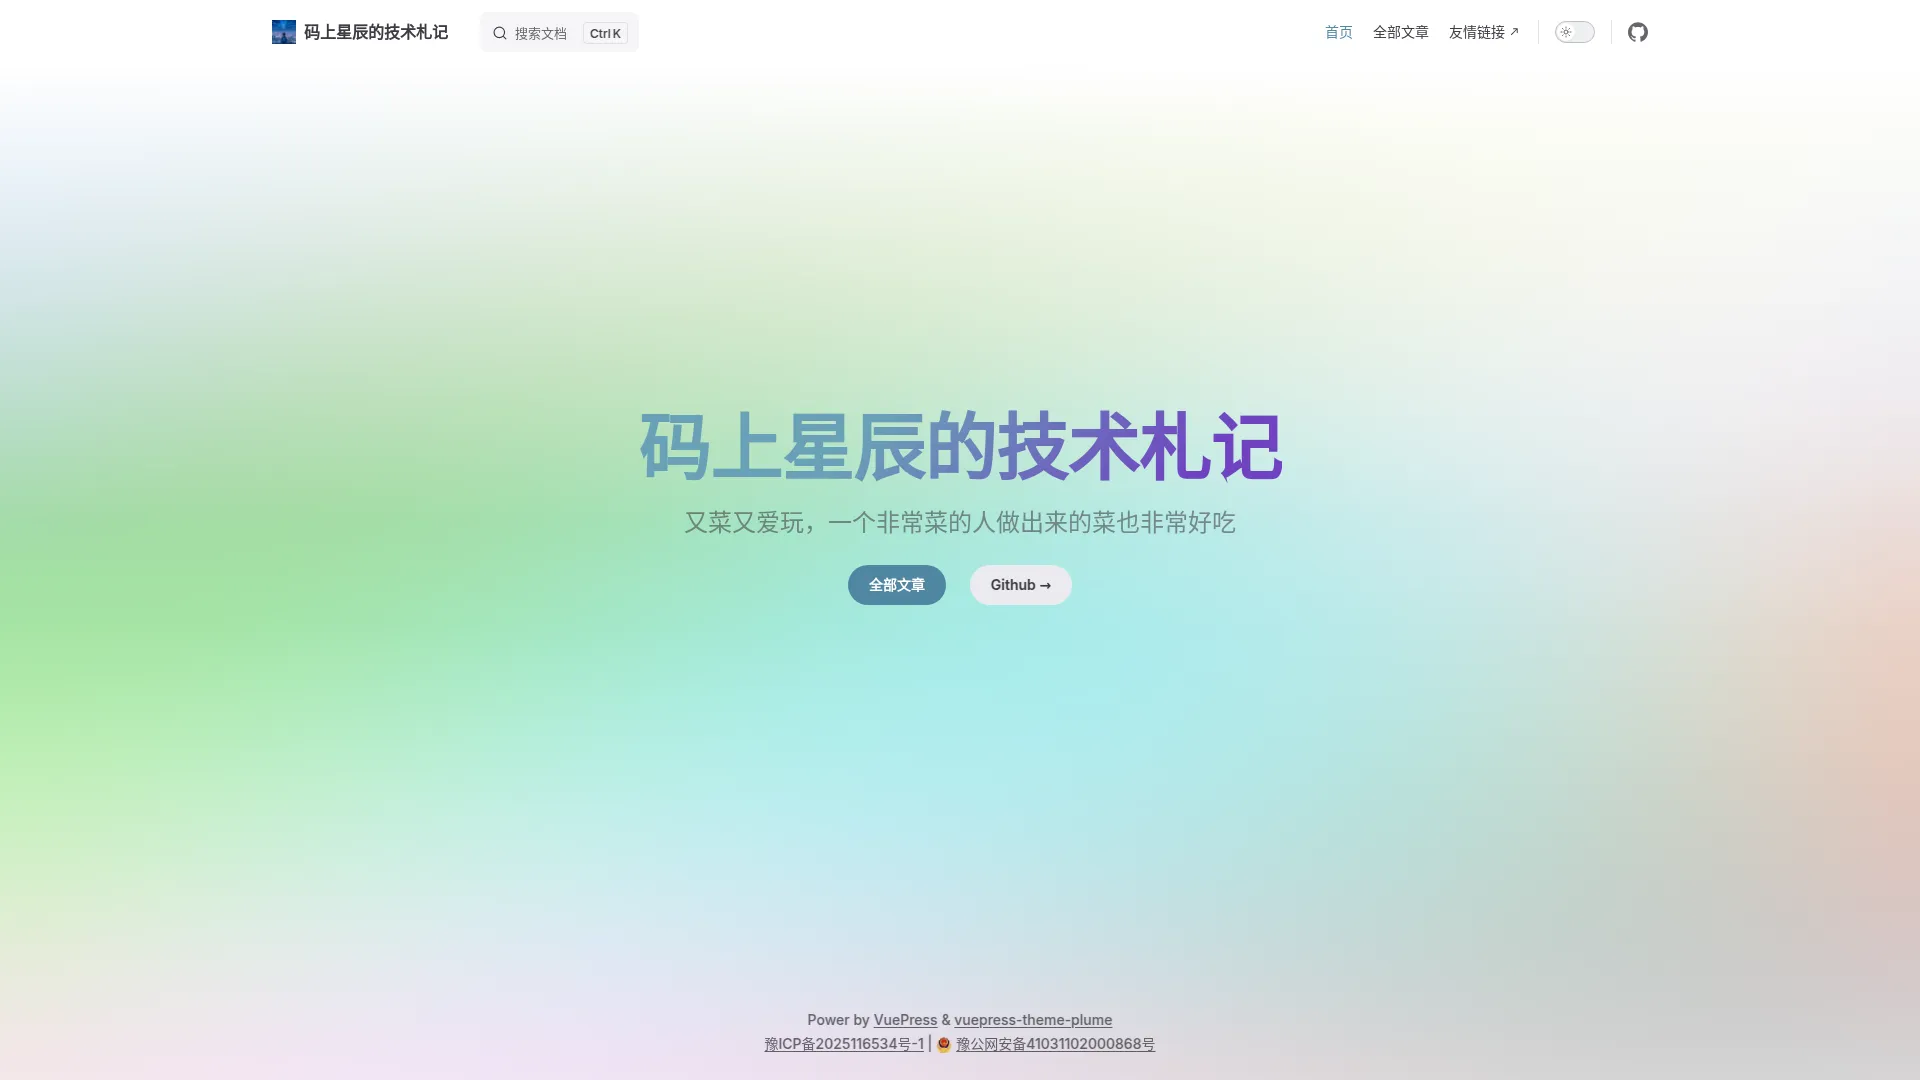 码上星辰的技术札记
搜索文档 Ctrl K
首页 全部文章 友情链接
码上星辰的技术札记
又菜又爱玩，一个非常菜的人做出来的菜也非常好吃
全部文章 Github →
Power by VuePress & vuepress-theme-plume
豫ICP备2025116534号-1 | 豫公网安备41031102000868号